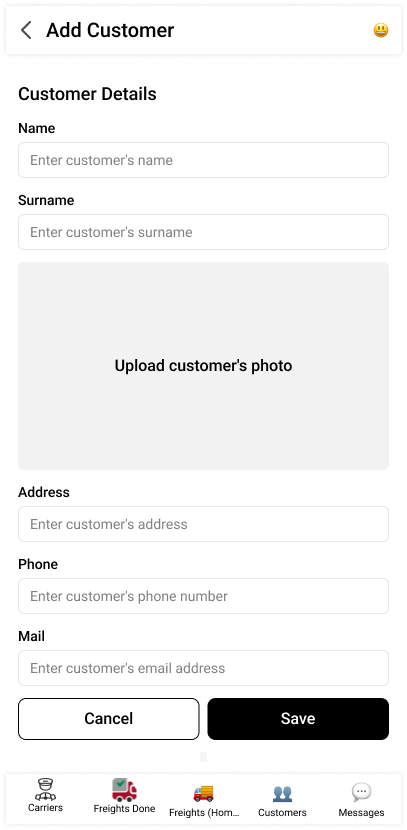 Add Customer
Customer Details
Name
Enter customer's name
Surname
Enter customer's surname
Upload customer's photo
Address
Enter customer's address
Phone
Enter customer's phone number
Mail
Enter customer's email address
Cancel Save
Carriers Freights Done Freights (Hom... Customers Messages